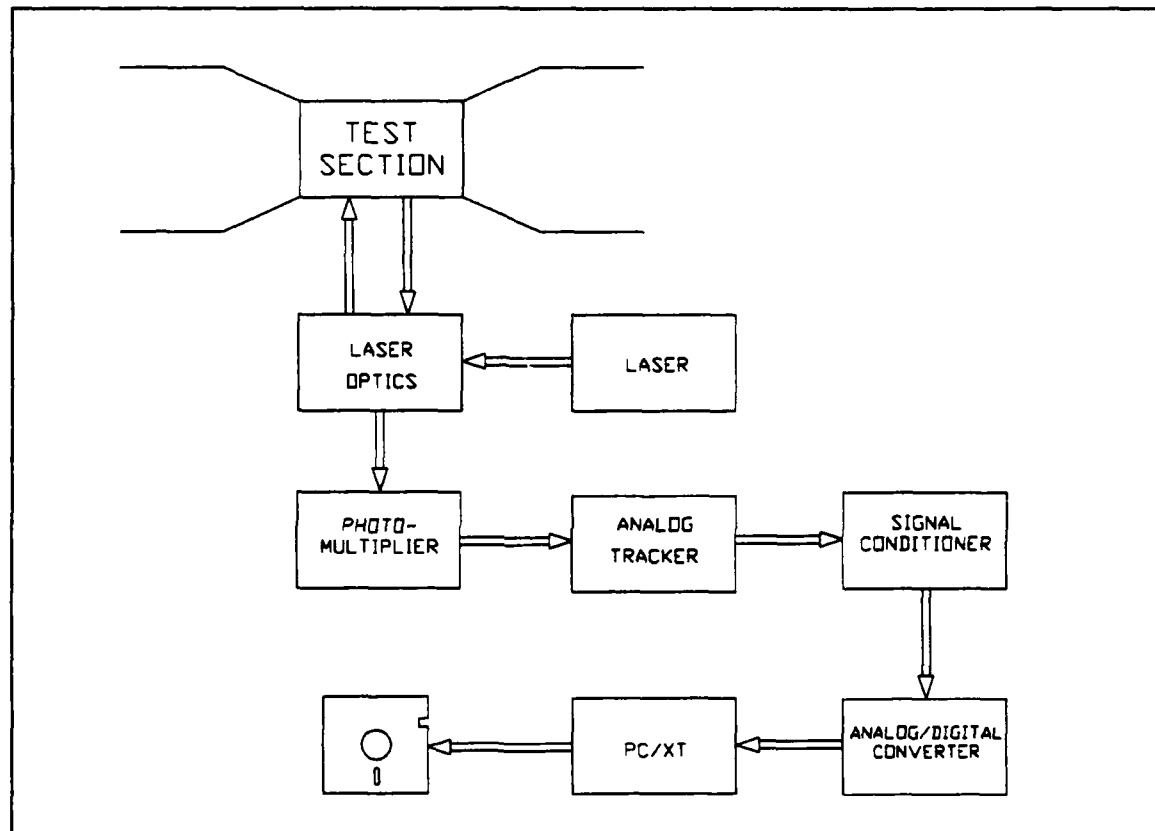 TEST
SECTION
LASER
OPTICS
LASER
PHOTO-
MULTIPLIER
ANALOG
TRACKER
SIGNAL
CONDITIONER
PC/XT
ANALOG/DIGITAL
CONVERTER